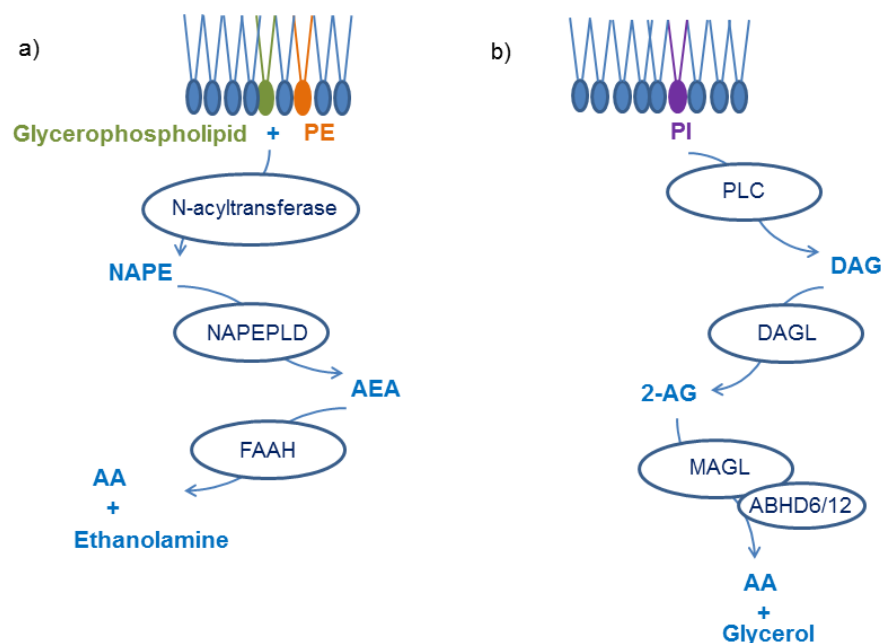 a)
Glycerophospholipid + PE
N-acyltransferase
NAPE
NAPEPLD
AEA
FAAH
AA
+
Ethanolamine
b)
PI
PLC
DAG
DAGL
2-AG
MAGL
ABHD6/12
AA
+
Glycerol